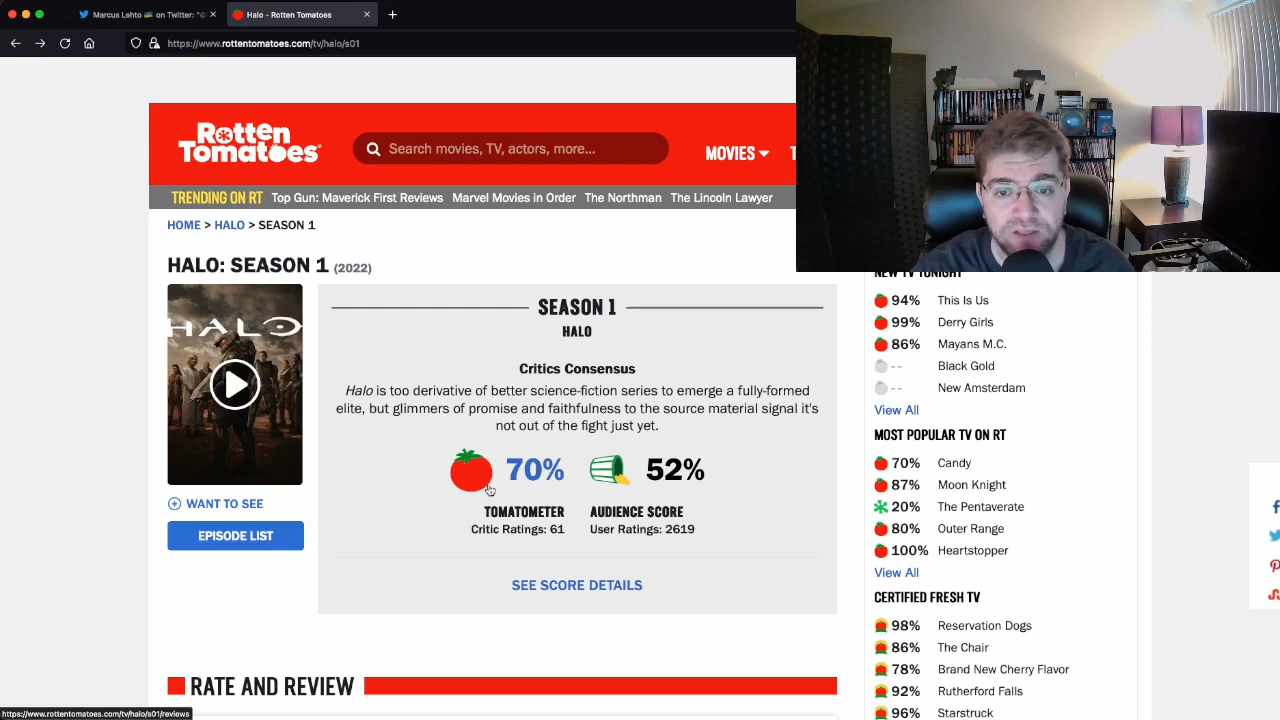 Marcus Lehto 🇺🇦 on Twitter: "@
Halo - Rotten Tomatoes
https://www.rottentomatoes.com/tv/halo/s01
Rotten
Tomatoes
Search movies, TV, actors, more...
MOVIES
T
TRENDING ON RT
Top Gun: Maverick First Reviews
Marvel Movies in Order
The Northman
The Lincoln Lawyer
HOME > HALO > SEASON 1
HALO: SEASON 1 (2022)
HALO
WANT TO SEE
EPISODE LIST
SEASON 1
HALO
Critics Consensus
Halo is too derivative of better science-fiction series to emerge a fully-formed
elite, but glimmers of promise and faithfulness to the source material signal it's
not out of the fight just yet.
70%
52%
TOMATOMETER
AUDIENCE SCORE
Critic Ratings: 61
User Ratings: 2619
SEE SCORE DETAILS
RATE AND REVIEW
NEW TV TONIGHT
94% This Is Us
99% Derry Girls
86% Mayans M.C.
-- Black Gold
-- New Amsterdam
View All
MOST POPULAR TV ON RT
70% Candy
87% Moon Knight
20% The Pentaverate
80% Outer Range
100% Heartstopper
View All
CERTIFIED FRESH TV
98% Reservation Dogs
86% The Chair
78% Brand New Cherry Flavor
92% Rutherford Falls
96% Starstruck
https://www.rottentomatoes.com/tv/halo/s01/reviews